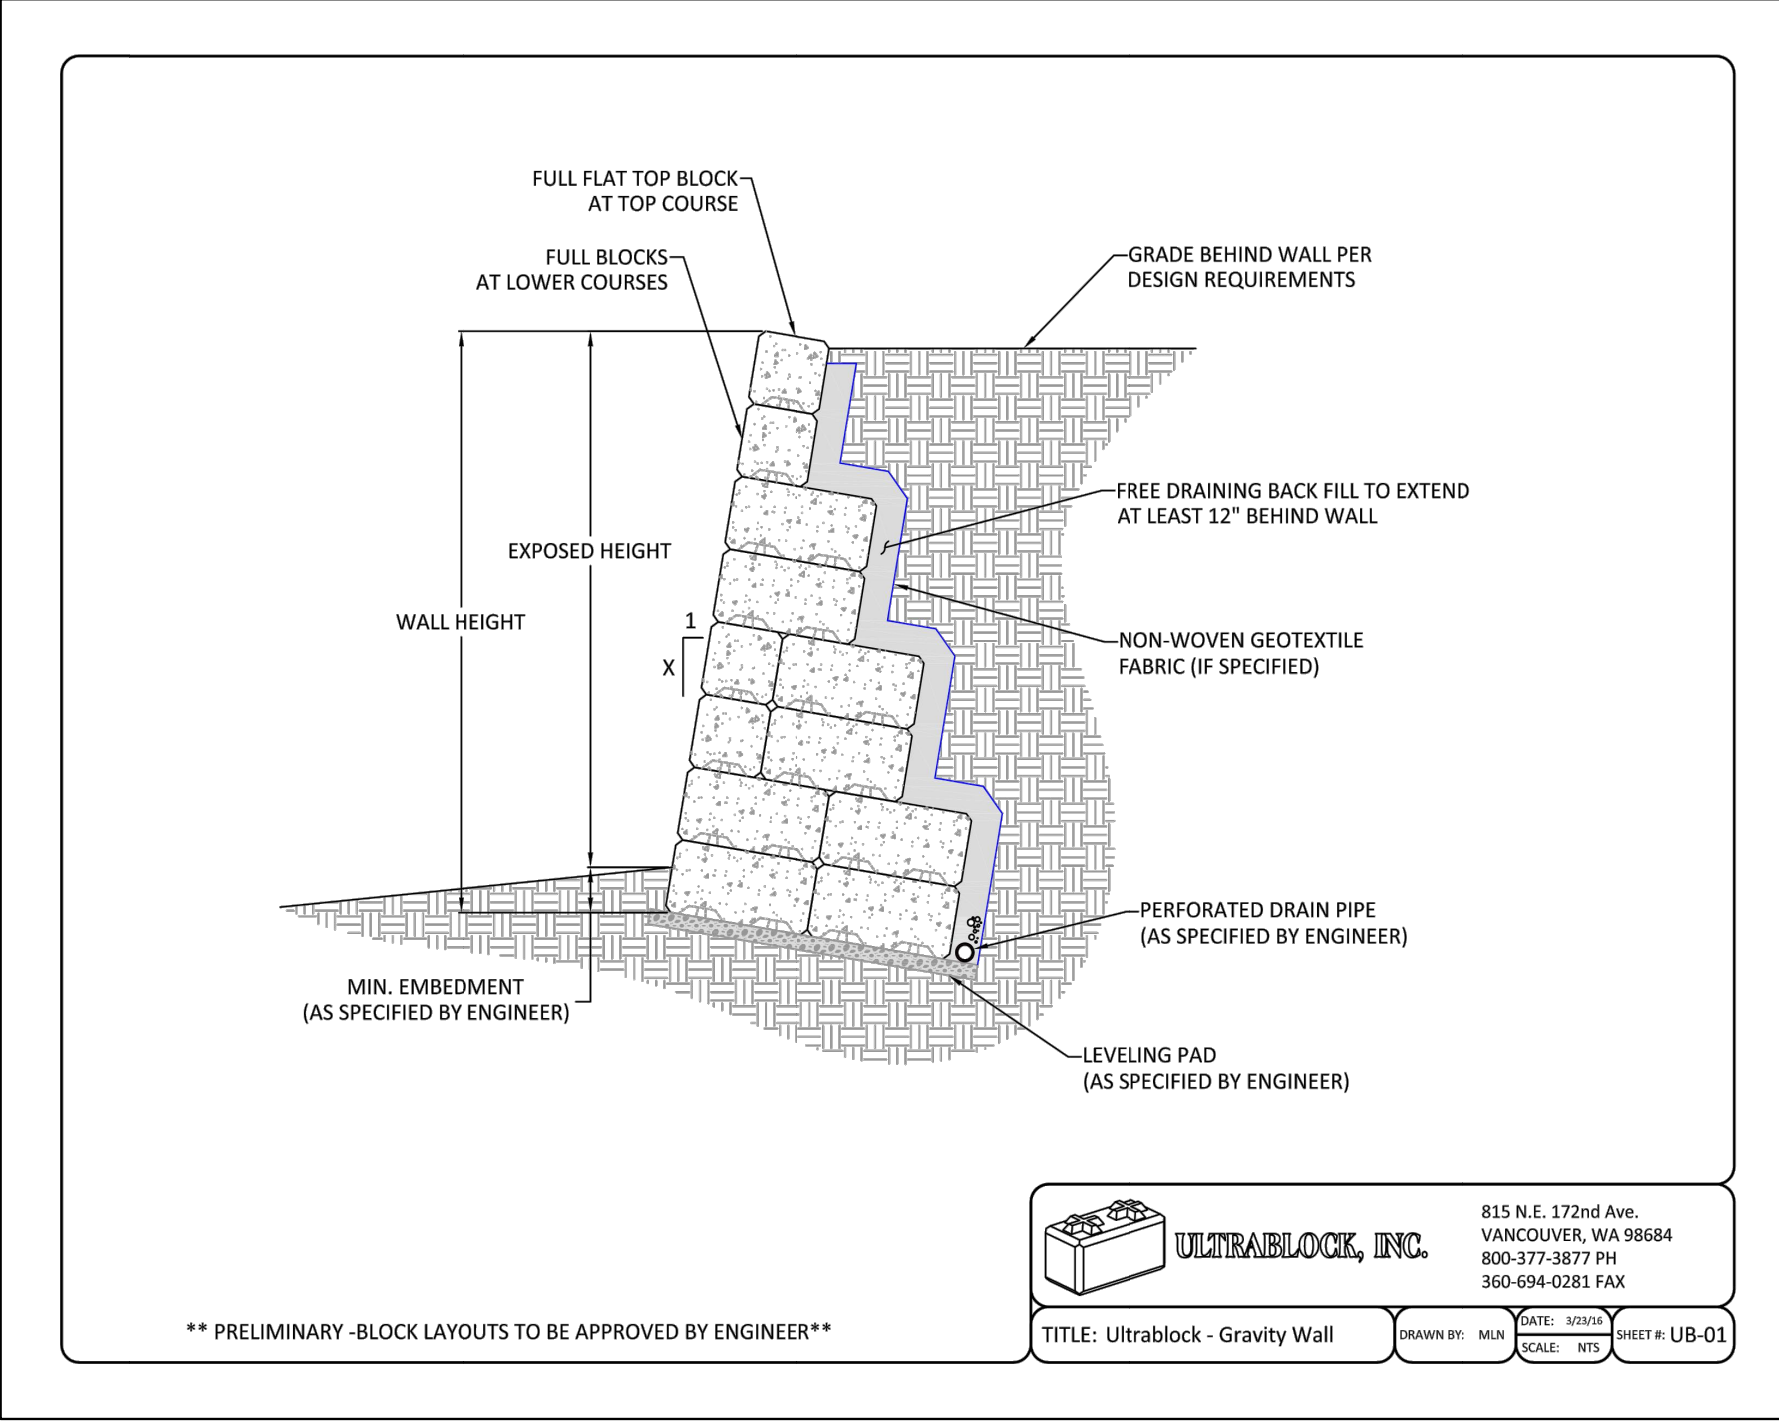 FULL FLAT TOP BLOCK
AT TOP COURSE
FULL BLOCKS
AT LOWER COURSES
GRADE BEHIND WALL PER
DESIGN REQUIREMENTS
FREE DRAINING BACK FILL TO EXTEND
AT LEAST 12" BEHIND WALL
EXPOSED HEIGHT
WALL HEIGHT
1
X
NON-WOVEN GEOTEXTILE
FABRIC (IF SPECIFIED)
PERFORATED DRAIN PIPE
(AS SPECIFIED BY ENGINEER)
MIN. EMBEDMENT
(AS SPECIFIED BY ENGINEER)
LEVELING PAD
(AS SPECIFIED BY ENGINEER)
ULTRABLOCK, INC.
815 N.E. 172nd Ave.
VANCOUVER, WA 98684
800-377-3877 PH
360-694-0281 FAX
** PRELIMINARY -BLOCK LAYOUTS TO BE APPROVED BY ENGINEER**
TITLE: Ultrablock - Gravity Wall
DRAWN BY: MLN
DATE: 3/23/16
SCALE: NTS
SHEET #: UB-01